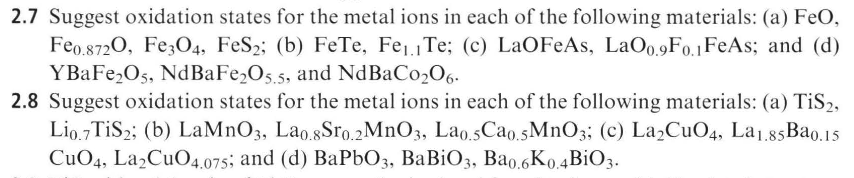 2.7 Suggest oxidation states for the metal ions in each of the following materials: (a) FeO,
Fe₀.₈₇₂O, Fe₃O₄, FeS₂; (b) FeTe, Fe₁.₁Te; (c) LaOFeAs, LaO₀.₉F₀.₁FeAs; and (d)
YBaFe₂O₅, NdBaFe₂O₅.₅, and NdBaCo₂O₆.
2.8 Suggest oxidation states for the metal ions in each of the following materials: (a) TiS₂,
Li₀.₇TiS₂; (b) LaMnO₃, La₀.₈Sr₀.₂MnO₃, La₀.₅Ca₀.₅MnO₃; (c) La₂CuO₄, La₁.₈₅Ba₀.₁₅
CuO₄, La₂CuO₄.₀₇₅; and (d) BaPbO₃, BaBiO₃, Ba₀.₆K₀.₄BiO₃.